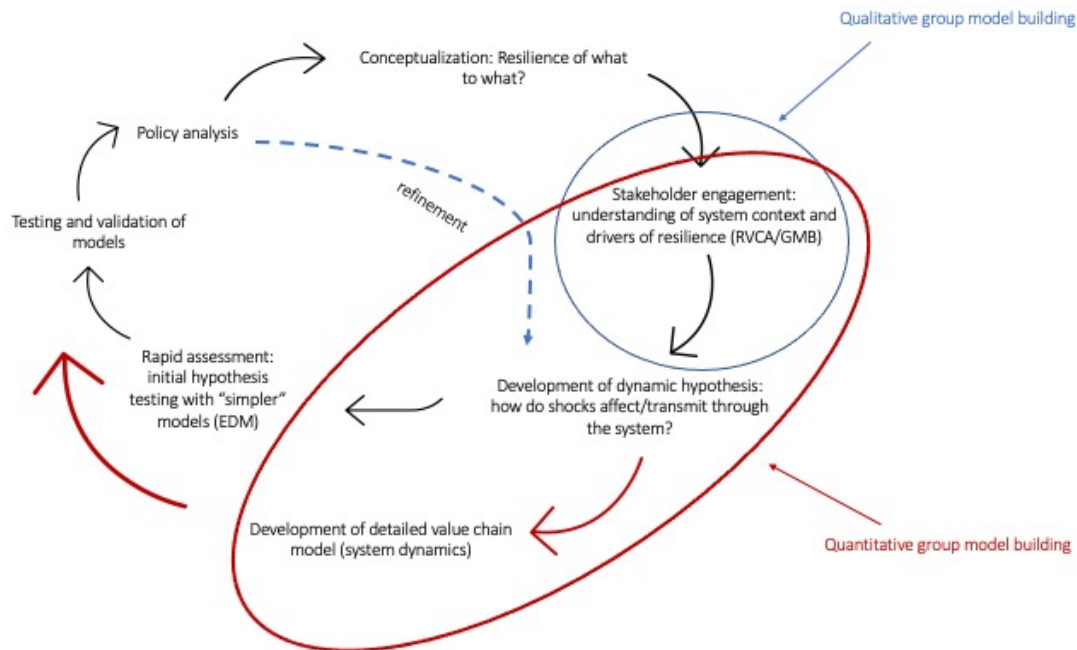 Qualitative group model building
Conceptualization: Resilience of what
to what?
Policy analysis
refinement
Stakeholder engagement:
understanding of system context and
drivers of resilience (RVCA/GMB)
Testing and validation of
models
Rapid assessment:
initial hypothesis
testing with “simpler”
models (EDM)
Development of dynamic hypothesis:
how do shocks affect/transmit through
the system?
Development of detailed value chain
model (system dynamics)
Quantitative group model building